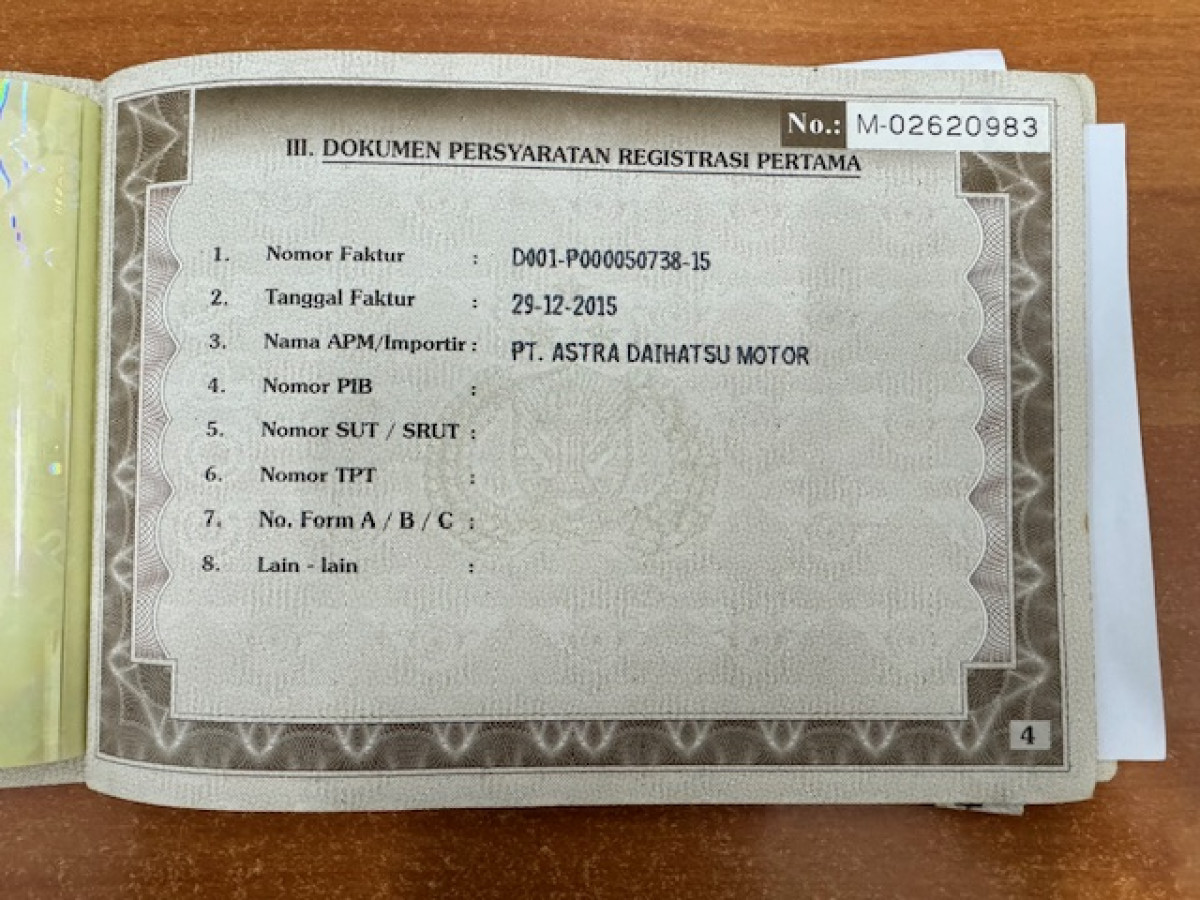 No.: M-02620983
III. DOKUMEN PERSYARATAN REGISTRASI PERTAMA
1. Nomor Faktur : D001-P000050738-15
2. Tanggal Faktur : 29-12-2015
3. Nama APM/Importir : PT. ASTRA DAIHATSU MOTOR
4. Nomor PIB :
5. Nomor SUT / SRUT :
6. Nomor TPT :
7. No. Form A / B / C :
8. Lain - lain :
4